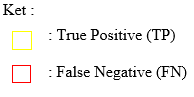 Ket :
: True Positive (TP)
: False Negative (FN)